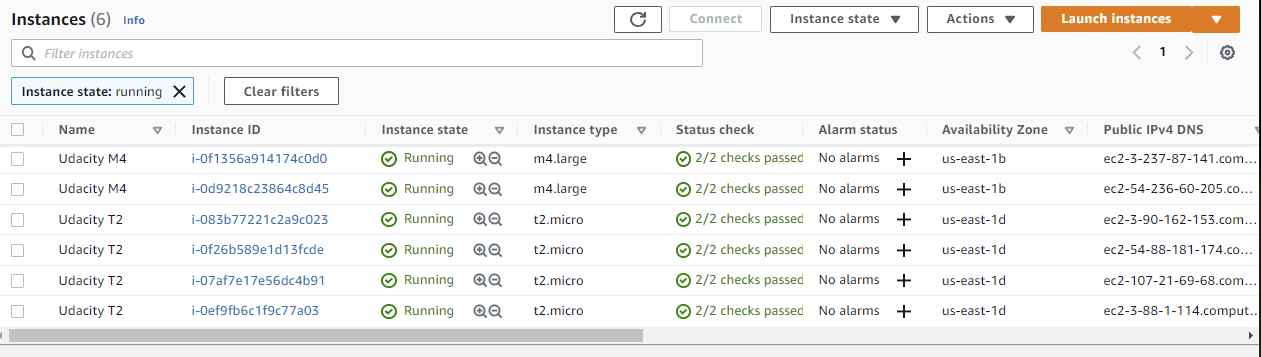 Instances (6) Info Connect Instance state Actions Launch instances
Filter instances 1
Instance state: running Clear filters
Name Instance ID Instance state Instance type Status check Alarm status Availability Zone Public IPv4 DNS
Udacity M4 i-0f1356a914174c0d0 Running m4.large 2/2 checks passed No alarms us-east-1b ec2-3-237-87-141.com...
Udacity M4 i-0d9218c23864c8d45 Running m4.large 2/2 checks passed No alarms us-east-1b ec2-54-236-60-205.co...
Udacity T2 i-083b77221c2a9c023 Running t2.micro 2/2 checks passed No alarms us-east-1d ec2-3-90-162-153.com...
Udacity T2 i-0f26b589e1d13fcde Running t2.micro 2/2 checks passed No alarms us-east-1d ec2-54-88-181-174.co...
Udacity T2 i-07af7e17e56dc4b91 Running t2.micro 2/2 checks passed No alarms us-east-1d ec2-107-21-69-68.com...
Udacity T2 i-0ef9fb6c1f9c77a03 Running t2.micro 2/2 checks passed No alarms us-east-1d ec2-3-88-1-114.comput...